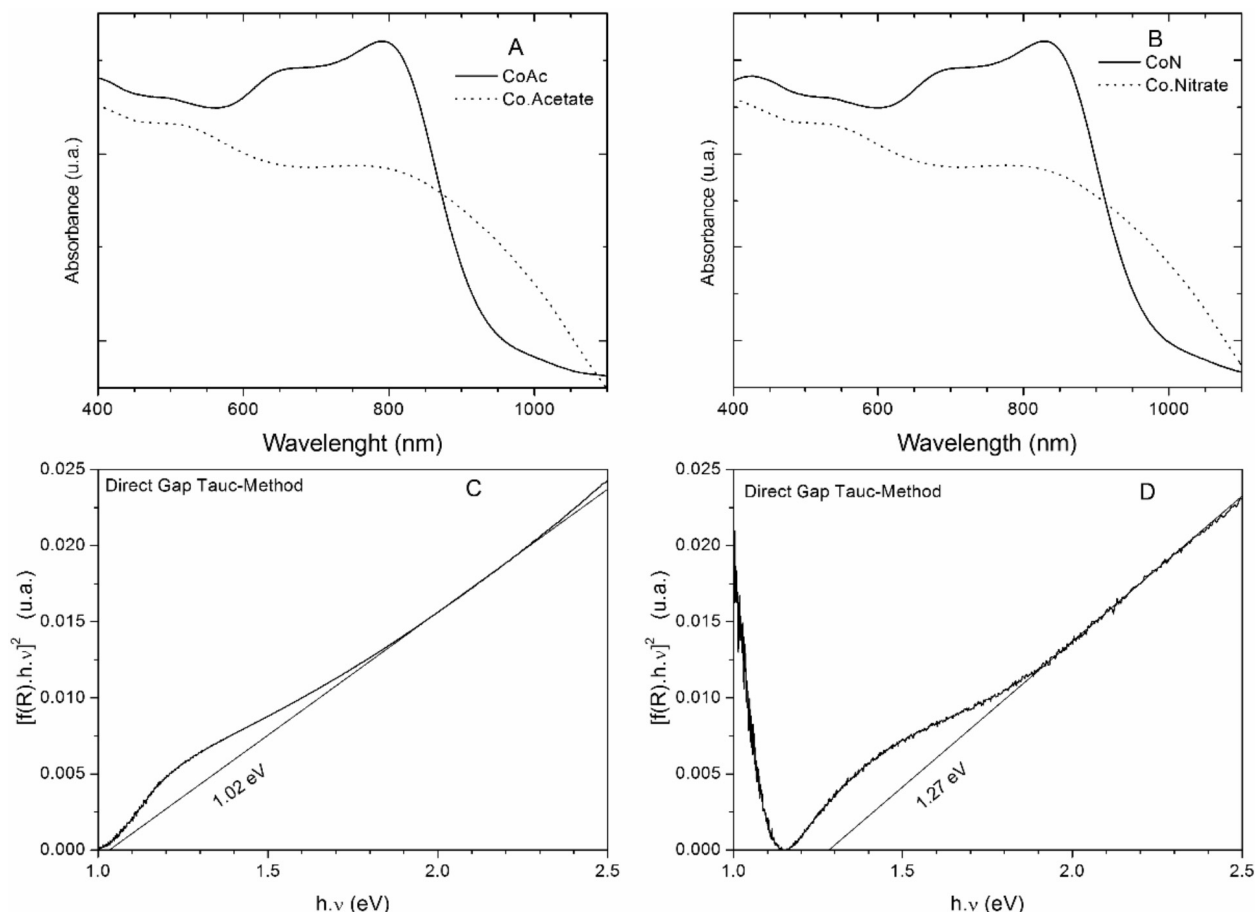 A
CoAc
Co.Acetate
Absorbance (u.a.)
400 600 800 1000
Wavelenght (nm)
B
CoN
Co.Nitrate
Absorbance (u.a.)
400 600 800 1000
Wavelength (nm)
Direct Gap Tauc-Method C
[f(R).h.ν]² (u.a.)
0.025
0.020
0.015
0.010
0.005
0.000
1.02 eV
1.0 1.5 2.0 2.5
h.ν (eV)
Direct Gap Tauc-Method D
[f(R).h.ν]² (u.a.)
0.025
0.020
0.015
0.010
0.005
0.000
1.27 eV
1.0 1.5 2.0 2.5
h.ν (eV)